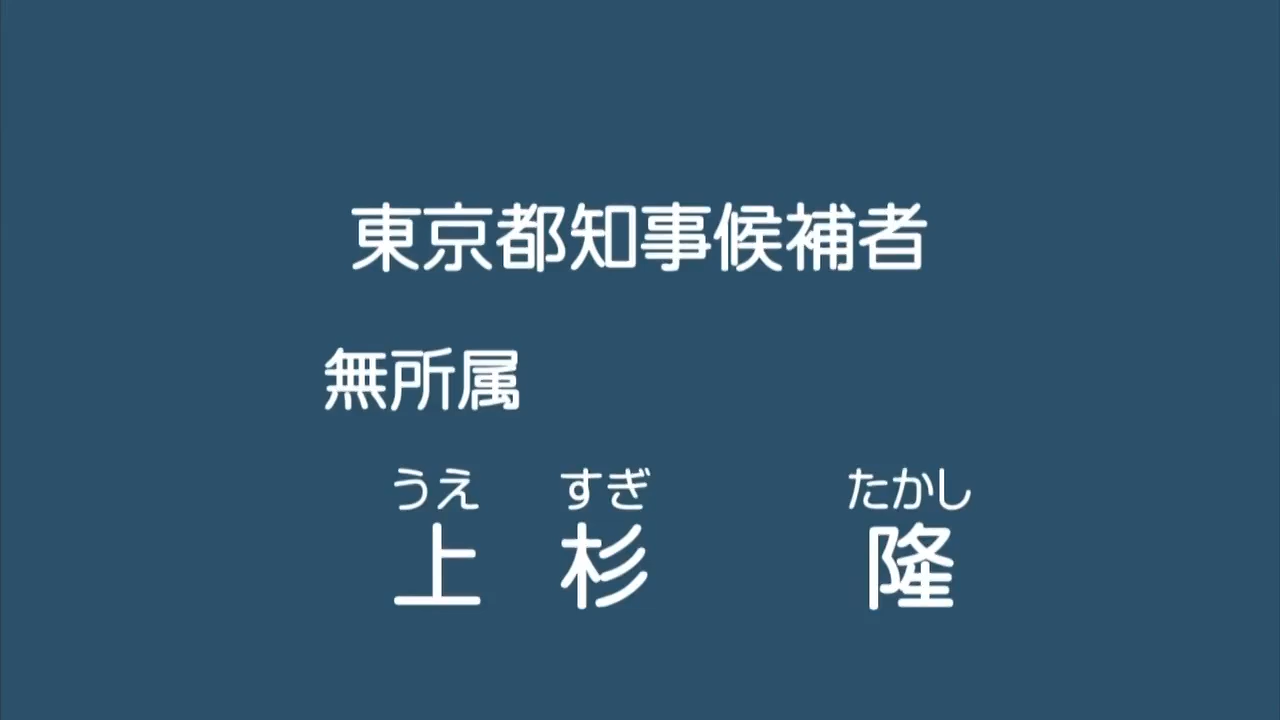 東京都知事候補者
無所属
うえ すぎ たかし
上 杉 隆